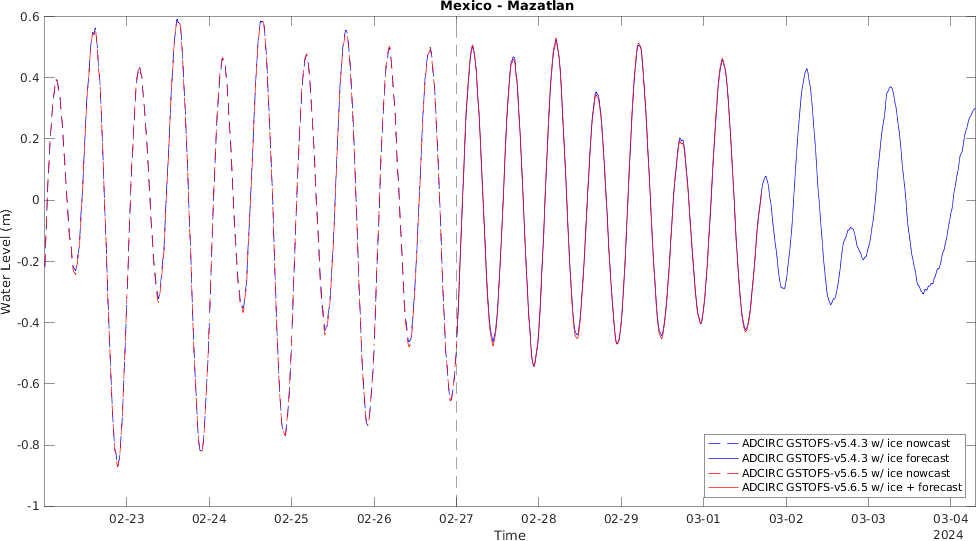 Mexico - Mazatlan
0.6
0.4
0.2
0
-0.2
-0.4
-0.6
-0.8
-1
Water Level (m)
02-23 02-24 02-25 02-26 02-27 02-28 02-29 03-01 03-02 03-03 03-04
Time
2024
ADCIRC GSTOFS-v5.4.3 w/ ice nowcast
ADCIRC GSTOFS-v5.4.3 w/ ice forecast
ADCIRC GSTOFS-v5.6.5 w/ ice nowcast
ADCIRC GSTOFS-v5.6.5 w/ ice + forecast